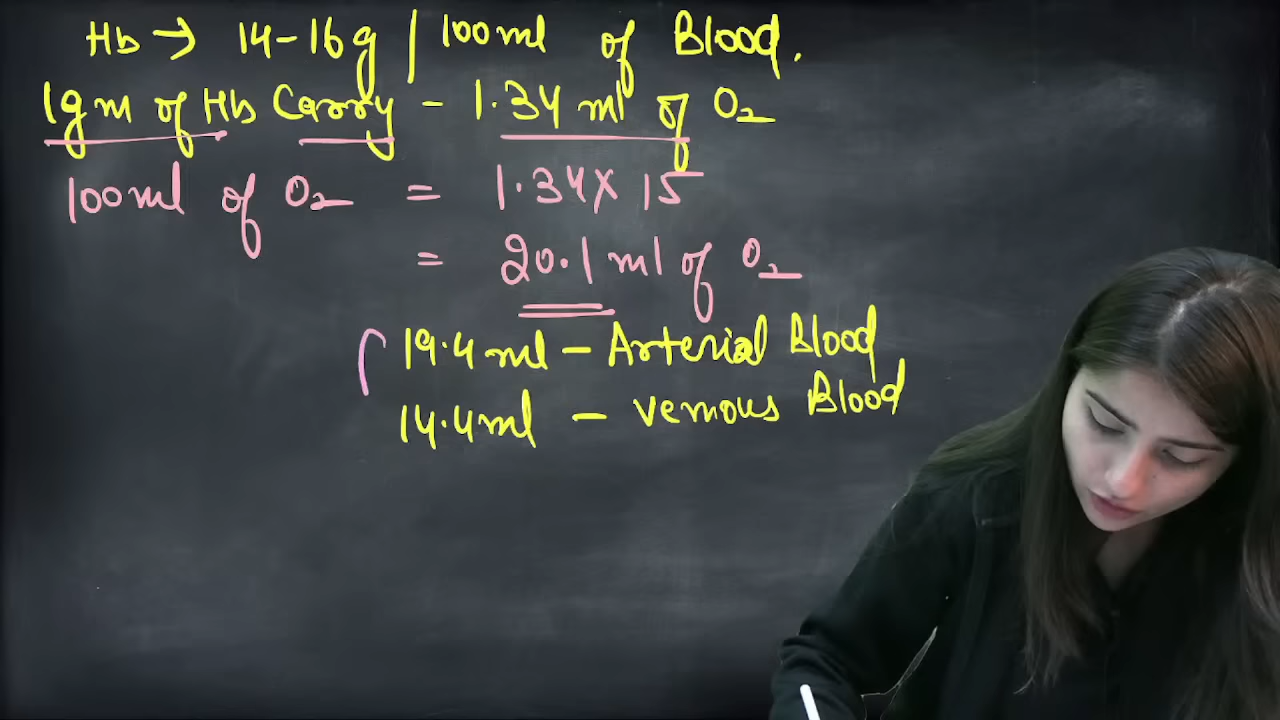 Hb → 14-16g / 100ml of Blood.
1gm of Hb Carry - 1.34 ml of O₂
100ml of O₂ = 1.34 x 15
= 20.1 ml of O₂
19.4 ml - Arterial Blood
14.4ml - Venous Blood